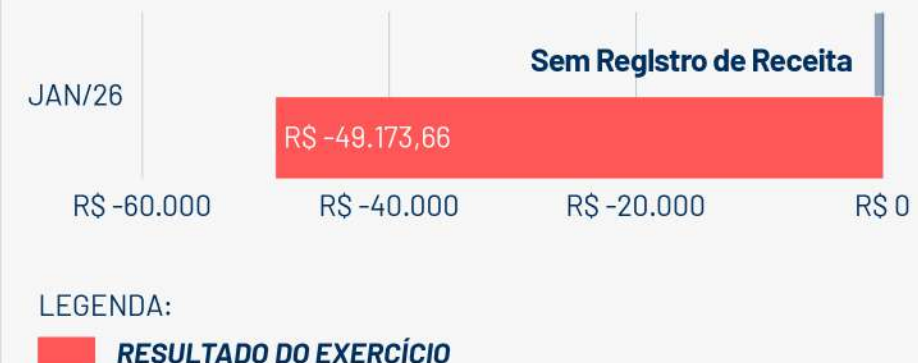 Sem Registro de Receita
JAN/26
R$ -49.173,66
R$ -60.000 R$ -40.000 R$ -20.000 R$ 0
LEGENDA:
RESULTADO DO EXERCÍCIO